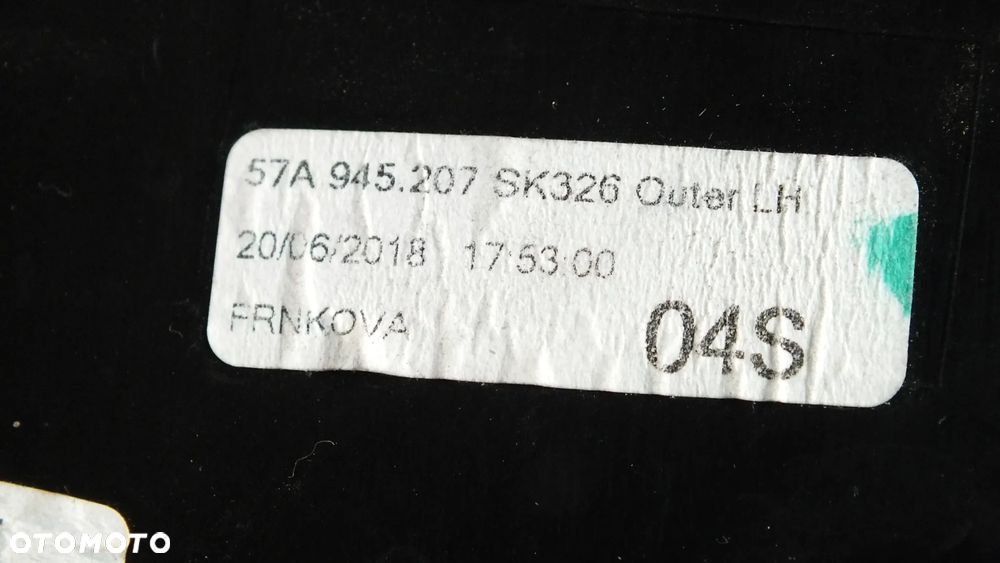 57A 945.207 SK326 Outer LH
20/06/2018 17:53:00
FRNKOVA
04S
OTOMOTO